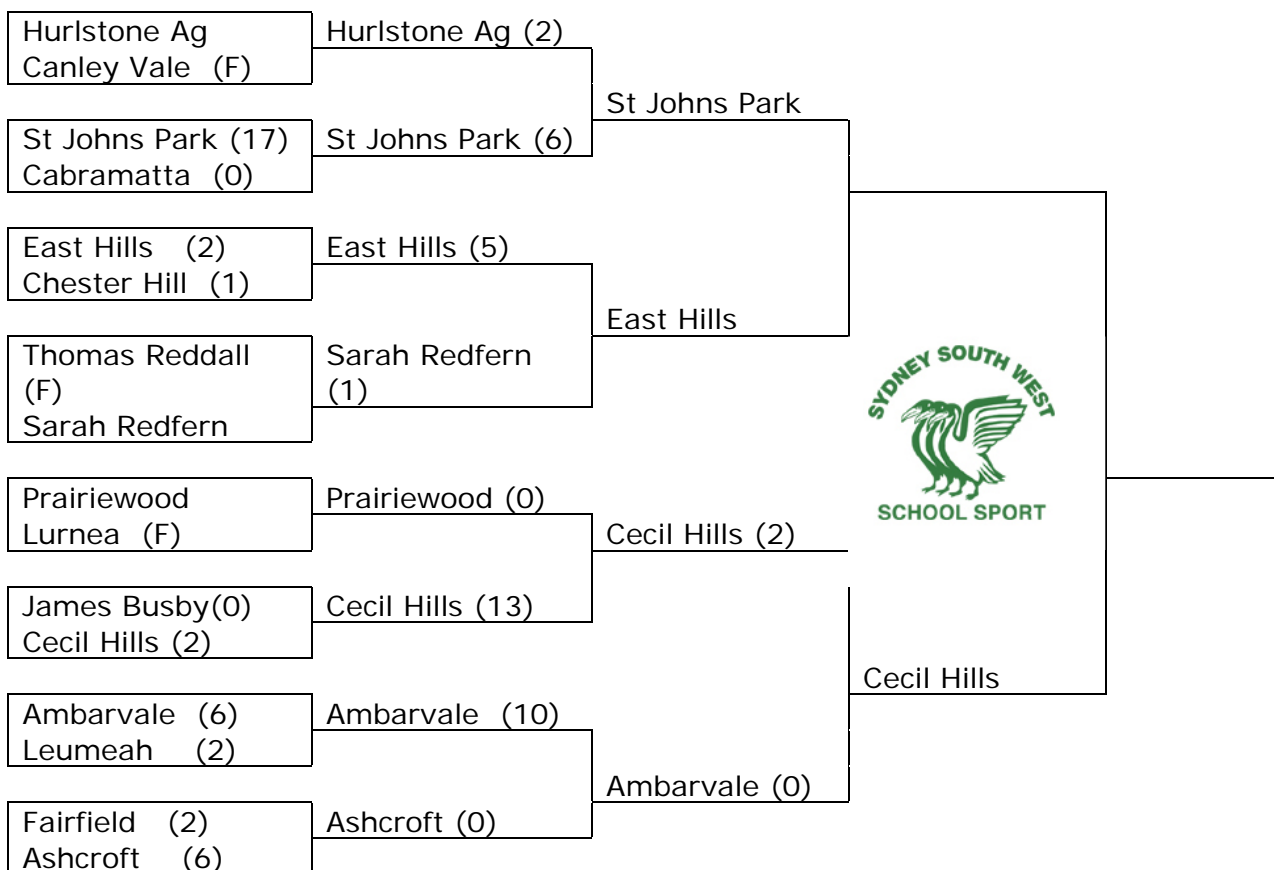 Hurlstone Ag
Canley Vale (F)
St Johns Park (17)
Cabramatta (0)
East Hills (2)
Chester Hill (1)
Thomas Reddall
(F)
Sarah Redfern
Prairiewood
Lurnea (F)
James Busby(0)
Cecil Hills (2)
Ambarvale (6)
Leumeah (2)
Fairfield (2)
Ashcroft (6)
Hurlstone Ag (2)
St Johns Park (6)
East Hills (5)
Sarah Redfern
(1)
Prairiewood (0)
Cecil Hills (13)
Ambarvale (10)
Ashcroft (0)
St Johns Park
East Hills
Cecil Hills (2)
Ambarvale (0)
SYDNEY SOUTH WEST
SCHOOL SPORT
Cecil Hills